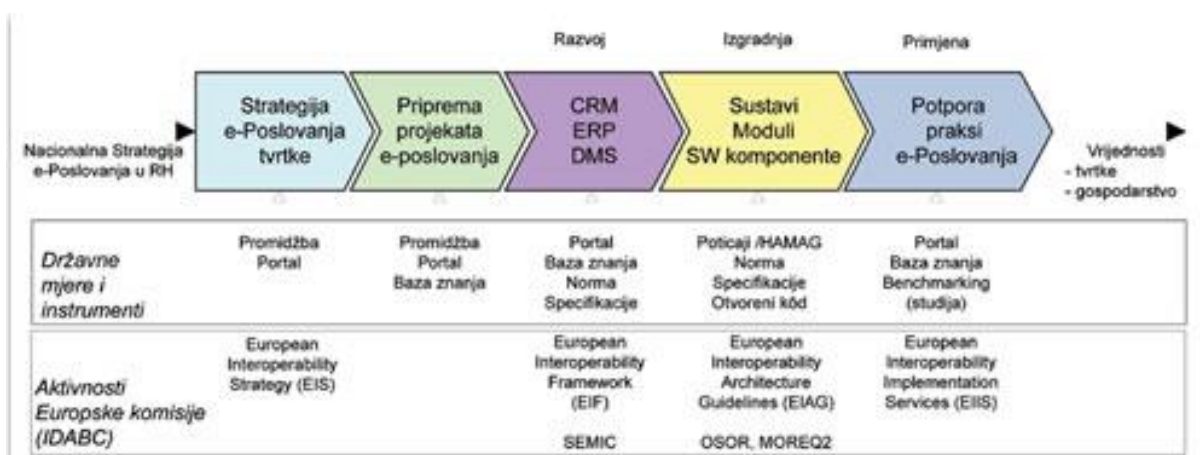 Razvoj
Izgradnja
Primjena
Nacionalna Strategija
e-Poslovanja u RH
Strategija
e-Poslovanja
tvrtke
Priprema
projekata
e-poslovanja
CRM
ERP
DMS
Sustavi
Moduli
SW komponente
Potpora
praksi
e-Poslovanja
Vrijednosti
- tvrtke
- gospodarstvo
Državne
mjere i
instrumenti
Promidžba
Portal
Promidžba
Portal
Baza znanja
Portal
Baza znanja
Norma
Specifikacije
Poticaji /HAMAG
Norma
Specifikacije
Otvoreni kôd
Portal
Baza znanja
Benchmarking
(studija)
Aktivnosti
Europske komisije
(IDABC)
European
Interoperability
Strategy (EIS)
European
Interoperability
Framework
(EIF)
SEMIC
European
Interoperability
Architecture
Guidelines (EIAG)
OSOR, MOREQ2
European
Interoperability
Implementation
Services (EIIS)